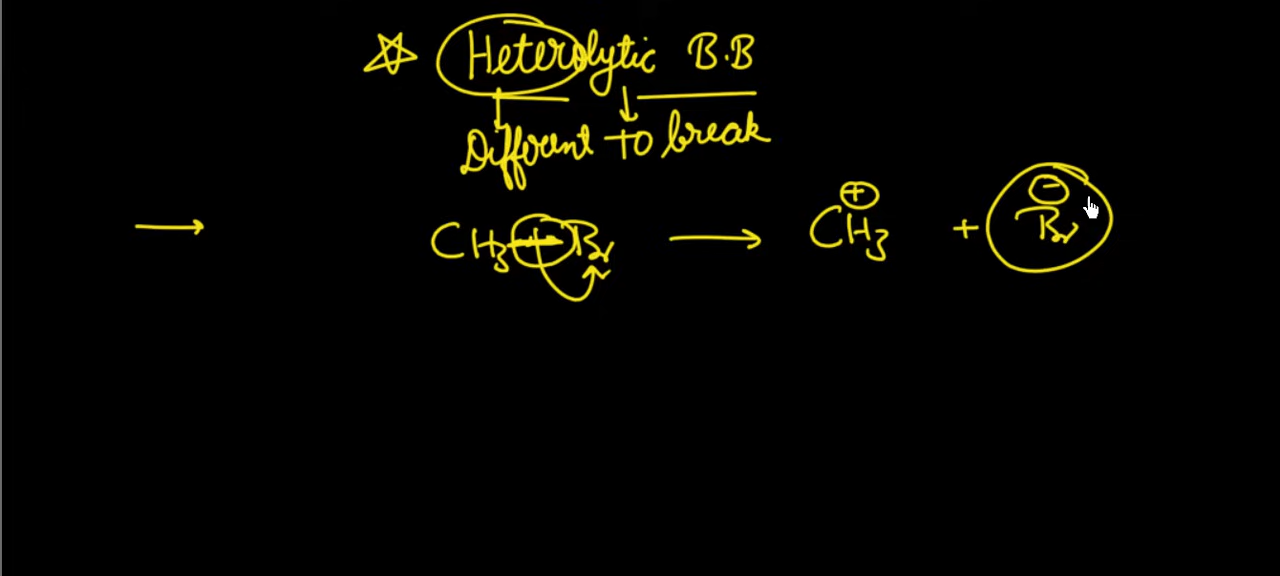 ☆ Heterolytic B.B
↓ ↓
Different to break
→ CH3-Br → CH3⊕ + Br⊖